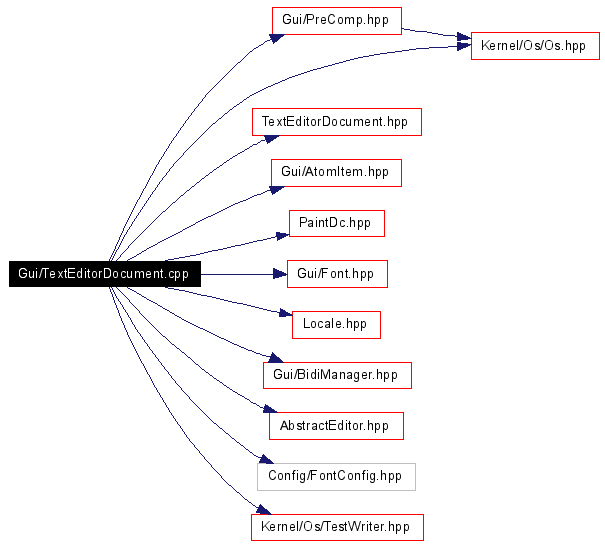 Gui/PreComp.hpp
Kernel/Os/Os.hpp
TextEditorDocument.hpp
Gui/AtomItem.hpp
PaintDc.hpp
Gui/TextEditorDocument.cpp
Gui/Font.hpp
Locale.hpp
Gui/BidiManager.hpp
AbstractEditor.hpp
Config/FontConfig.hpp
Kernel/Os/TestWriter.hpp